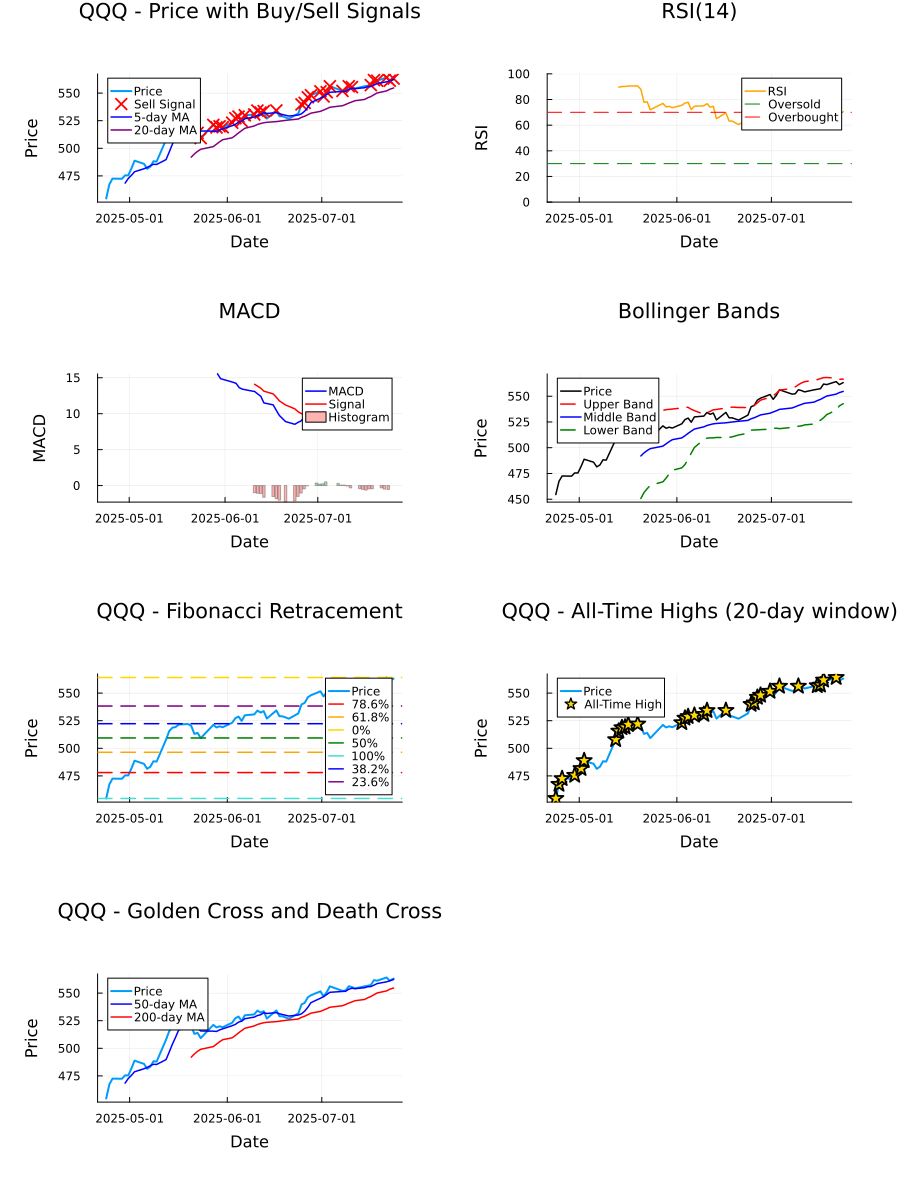 QQQ - Price with Buy/Sell Signals
Price
550
525
500
475
Price
Sell Signal
5-day MA
20-day MA
2025-05-01 2025-06-01 2025-07-01
Date
RSI(14)
RSI
100
80
60
40
20
0
RSI
Oversold
Overbought
2025-05-01 2025-06-01 2025-07-01
Date
MACD
MACD
15
10
5
0
MACD
Signal
Histogram
2025-05-01 2025-06-01 2025-07-01
Date
Bollinger Bands
Price
550
525
500
475
450
Price
Upper Band
Middle Band
Lower Band
2025-05-01 2025-06-01 2025-07-01
Date
QQQ - Fibonacci Retracement
Price
550
525
500
475
Price
78.6%
61.8%
0%
50%
100%
38.2%
23.6%
2025-05-01 2025-06-01 2025-07-01
Date
QQQ - All-Time Highs (20-day window)
Price
550
525
500
475
Price
All-Time High
2025-05-01 2025-06-01 2025-07-01
Date
QQQ - Golden Cross and Death Cross
Price
550
525
500
475
Price
50-day MA
200-day MA
2025-05-01 2025-06-01 2025-07-01
Date